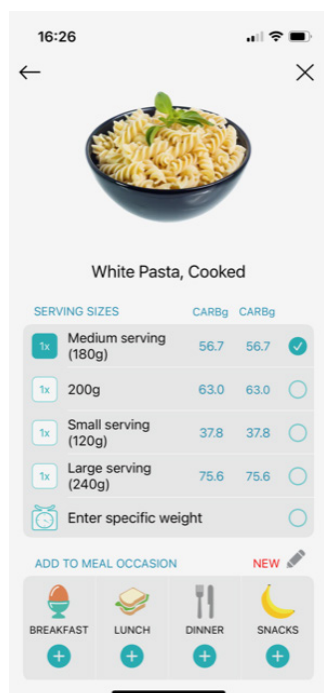 16:26
White Pasta, Cooked
SERVING SIZES CARBg CARBg
1x Medium serving (180g) 56.7 56.7
1x 200g 63.0 63.0
1x Small serving (120g) 37.8 37.8
1x Large serving (240g) 75.6 75.6
Enter specific weight
ADD TO MEAL OCCASION NEW
BREAKFAST LUNCH DINNER SNACKS